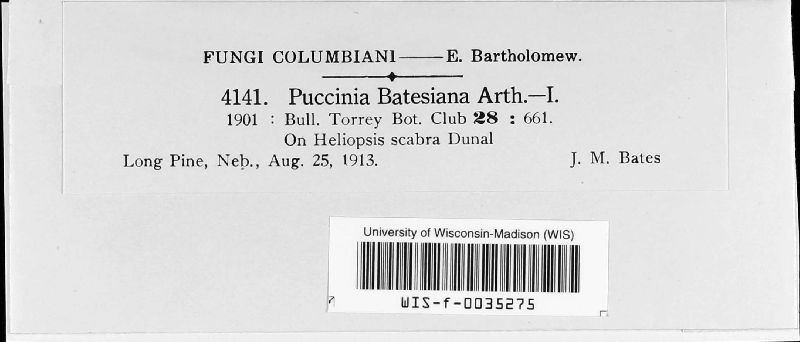 FUNGI COLUMBIANI——E. Bartholomew.
4141. Puccinia Batesiana Arth.—I.
1901 : Bull. Torrey Bot. Club 28 : 661.
On Heliopsis scabra Dunal
Long Pine, Neb., Aug. 25, 1913. J. M. Bates
University of Wisconsin-Madison (WIS)
WIS-f-0035275